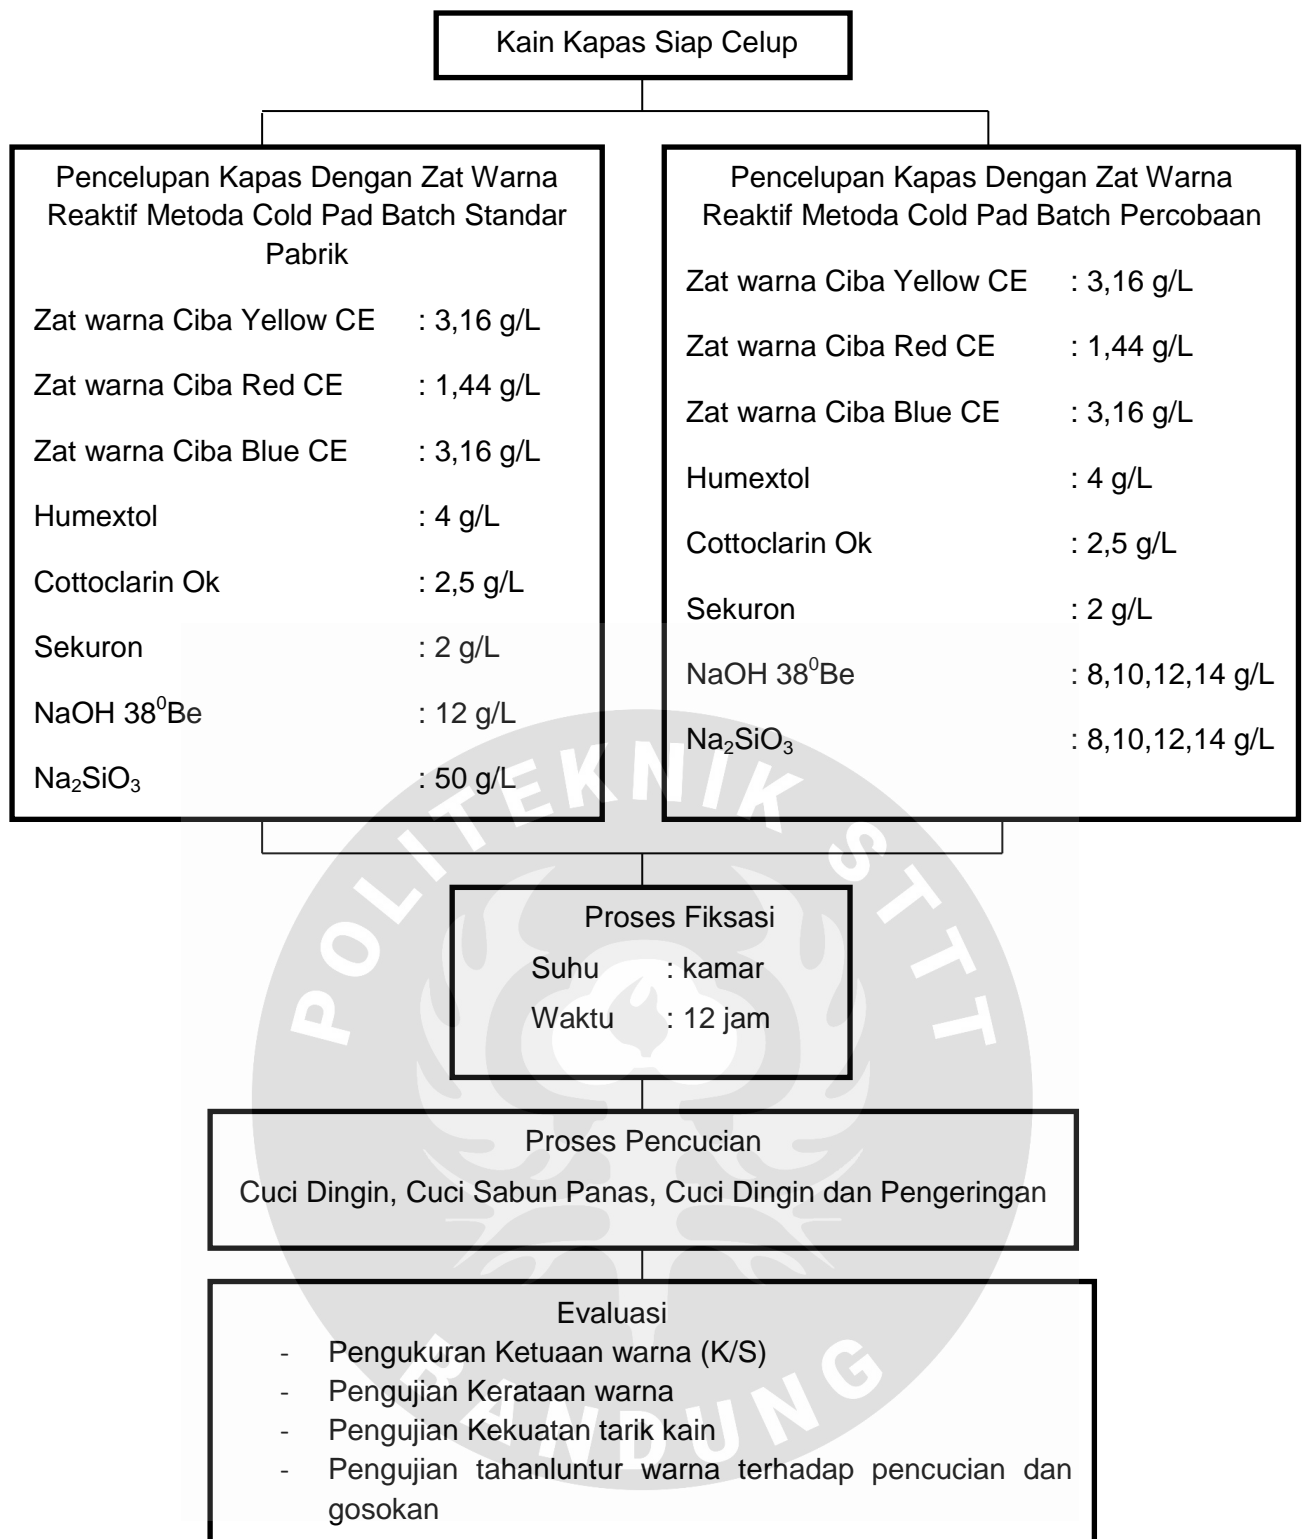 Kain Kapas Siap Celup
Pencelupan Kapas Dengan Zat Warna
Reaktif Metoda Cold Pad Batch Standar
Pabrik
Zat warna Ciba Yellow CE : 3,16 g/L
Zat warna Ciba Red CE : 1,44 g/L
Zat warna Ciba Blue CE : 3,16 g/L
Humextol : 4 g/L
Cottoclarin Ok : 2,5 g/L
Sekuron : 2 g/L
NaOH 38⁰Be : 12 g/L
Na₂SiO₃ : 50 g/L
Pencelupan Kapas Dengan Zat Warna
Reaktif Metoda Cold Pad Batch Percobaan
Zat warna Ciba Yellow CE : 3,16 g/L
Zat warna Ciba Red CE : 1,44 g/L
Zat warna Ciba Blue CE : 3,16 g/L
Humextol : 4 g/L
Cottoclarin Ok : 2,5 g/L
Sekuron : 2 g/L
NaOH 38⁰Be : 8,10,12,14 g/L
Na₂SiO₃ : 8,10,12,14 g/L
Proses Fiksasi
Suhu : kamar
Waktu : 12 jam
Proses Pencucian
Cuci Dingin, Cuci Sabun Panas, Cuci Dingin dan Pengeringan
Evaluasi
- Pengukuran Ketuaan warna (K/S)
- Pengujian Kerataan warna
- Pengujian Kekuatan tarik kain
- Pengujian tahanluntur warna terhadap pencucian dan
gosokan
POLITEKNIK STTT
BANDUNG